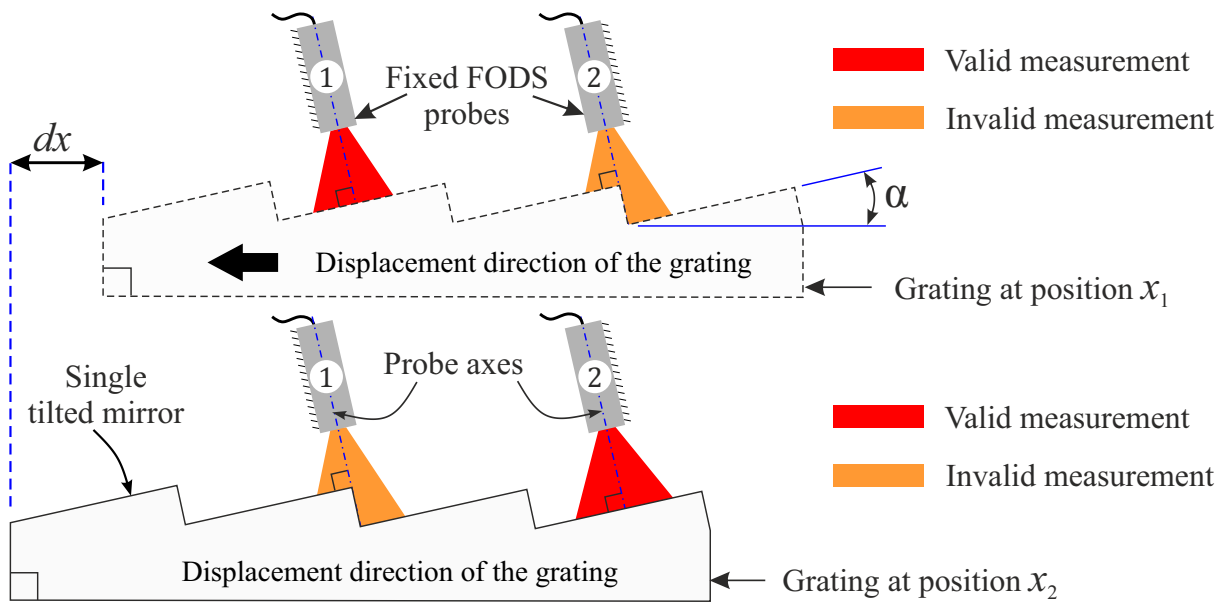 1
2
Fixed FODS
probes
Valid measurement
Invalid measurement
dx
α
Displacement direction of the grating
Grating at position x₁
1
2
Probe axes
Single
tilted mirror
Valid measurement
Invalid measurement
Displacement direction of the grating
Grating at position x₂